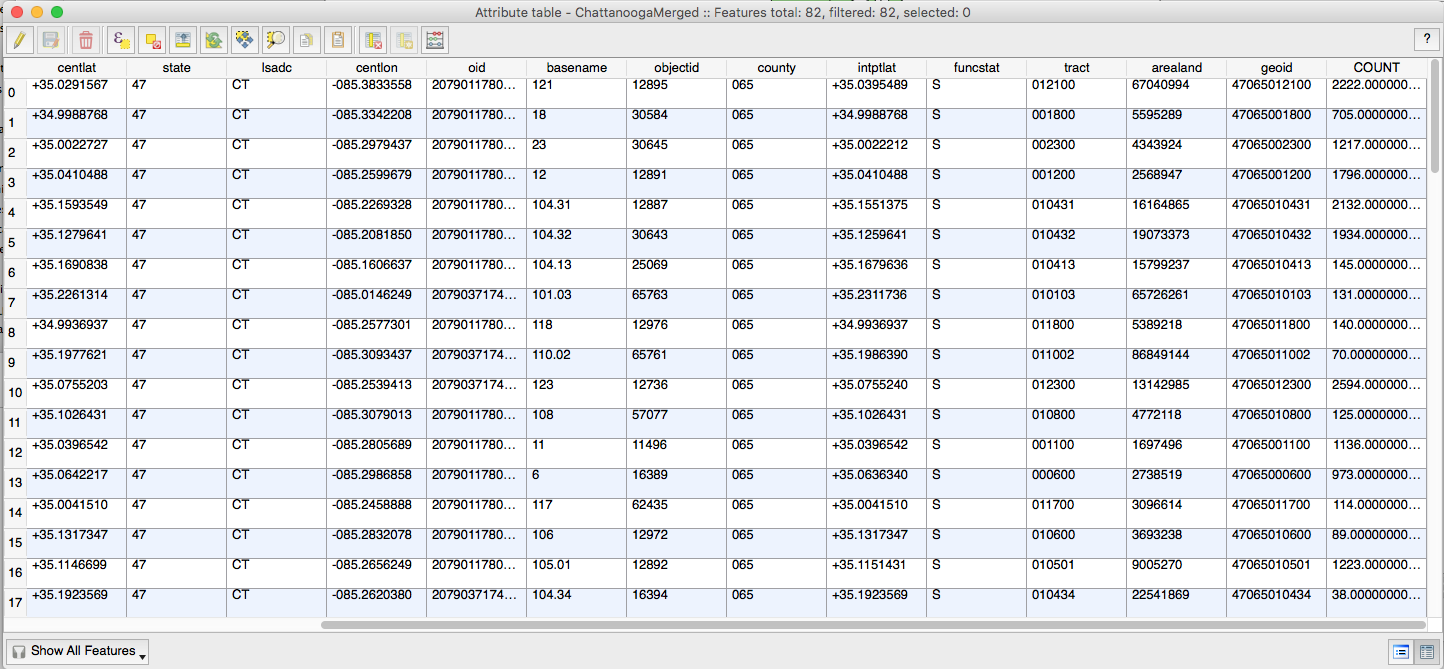 Attribute table - ChattanoogaMerged :: Features total: 82, filtered: 82, selected: 0
ε ?
centlat state lsadc centlon oid basename objectid county intptlat funcstat tract arealand geoid COUNT
0 +35.0291567 47 CT -085.3833558 2079011780... 121 12895 065 +35.0395489 S 012100 67040994 47065012100 2222.000000...
1 +34.9988768 47 CT -085.3342208 2079011780... 18 30584 065 +34.9988768 S 001800 5595289 47065001800 705.0000000...
2 +35.0022727 47 CT -085.2979437 2079011780... 23 30645 065 +35.0022212 S 002300 4343924 47065002300 1217.000000...
3 +35.0410488 47 CT -085.2599679 2079011780... 12 12891 065 +35.0410488 S 001200 2568947 47065001200 1796.000000...
4 +35.1593549 47 CT -085.2269328 2079011780... 104.31 12887 065 +35.1551375 S 010431 16164865 47065010431 2132.000000...
5 +35.1279641 47 CT -085.2081850 2079011780... 104.32 30643 065 +35.1259641 S 010432 19073373 47065010432 1934.000000...
6 +35.1690838 47 CT -085.1606637 2079011780... 104.13 25069 065 +35.1679636 S 010413 15799237 47065010413 145.0000000...
7 +35.2261314 47 CT -085.0146249 2079037174... 101.03 65763 065 +35.2311736 S 010103 65726261 47065010103 131.0000000...
8 +34.9936937 47 CT -085.2577301 2079011780... 118 12976 065 +34.9936937 S 011800 5389218 47065011800 140.0000000...
9 +35.1977621 47 CT -085.3093437 2079037174... 110.02 65761 065 +35.1986390 S 011002 86849144 47065011002 70.00000000...
10 +35.0755203 47 CT -085.2539413 2079037174... 123 12736 065 +35.0755240 S 012300 13142985 47065012300 2594.000000...
11 +35.1026431 47 CT -085.3079013 2079011780... 108 57077 065 +35.1026431 S 010800 4772118 47065010800 125.0000000...
12 +35.0396542 47 CT -085.2805689 2079011780... 11 11496 065 +35.0396542 S 001100 1697496 47065001100 1136.000000...
13 +35.0642217 47 CT -085.2986858 2079011780... 6 16389 065 +35.0636340 S 000600 2738519 47065000600 973.0000000...
14 +35.0041510 47 CT -085.2458888 2079011780... 117 62435 065 +35.0041510 S 011700 3096614 47065011700 114.0000000...
15 +35.1317347 47 CT -085.2832078 2079011780... 106 12972 065 +35.1317347 S 010600 3693238 47065010600 89.00000000...
16 +35.1146699 47 CT -085.2656249 2079011780... 105.01 12892 065 +35.1151431 S 010501 9005270 47065010501 1223.000000...
17 +35.1923569 47 CT -085.2620380 2079037174... 104.34 16394 065 +35.1923569 S 010434 22541869 47065010434 38.00000000...
Show All Features